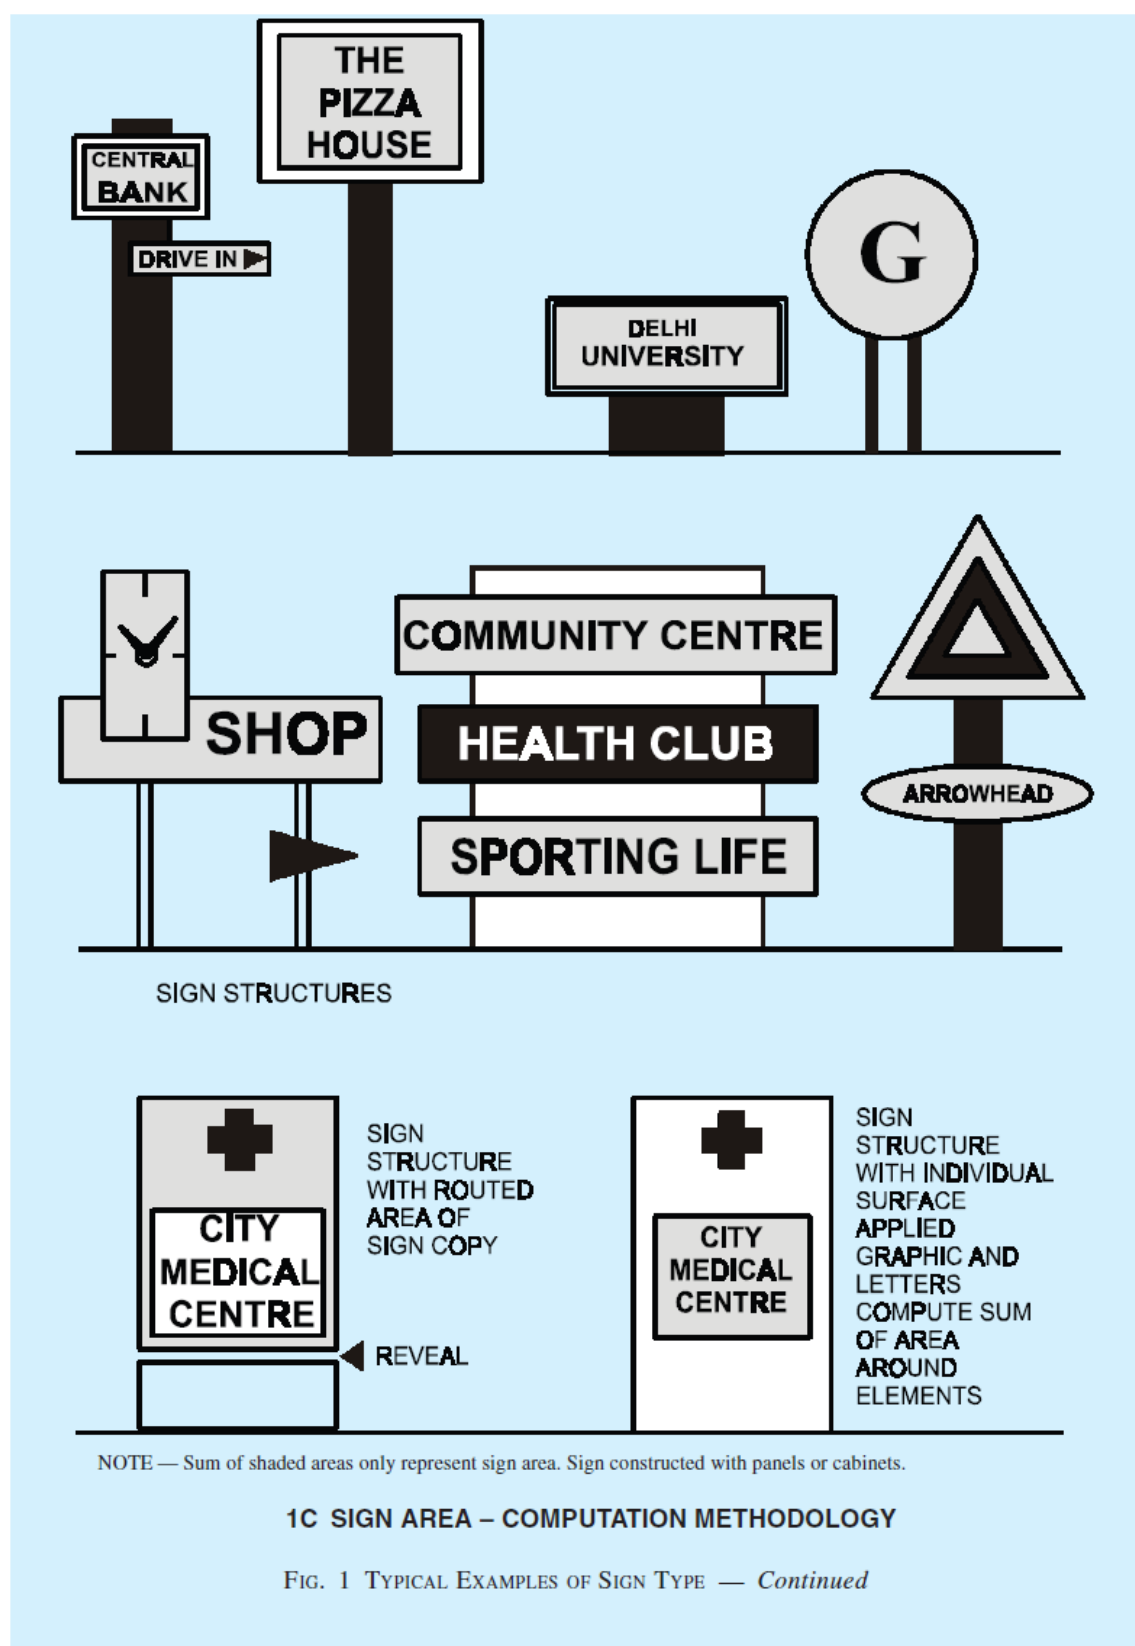 THE
PIZZA
HOUSE
CENTRAL
BANK
DRIVE IN
G
DELHI
UNIVERSITY
COMMUNITY CENTRE
SHOP
HEALTH CLUB
ARROWHEAD
SPORTING LIFE
SIGN STRUCTURES
CITY
MEDICAL
CENTRE
SIGN
STRUCTURE
WITH ROUTED
AREA OF
SIGN COPY
REVEAL
CITY
MEDICAL
CENTRE
SIGN
STRUCTURE
WITH INDIVIDUAL
SURFACE
APPLIED
GRAPHIC AND
LETTERS
COMPUTE SUM
OF AREA
AROUND
ELEMENTS
NOTE — Sum of shaded areas only represent sign area. Sign constructed with panels or cabinets.
1C SIGN AREA – COMPUTATION METHODOLOGY
FIG. 1 TYPICAL EXAMPLES OF SIGN TYPE — Continued